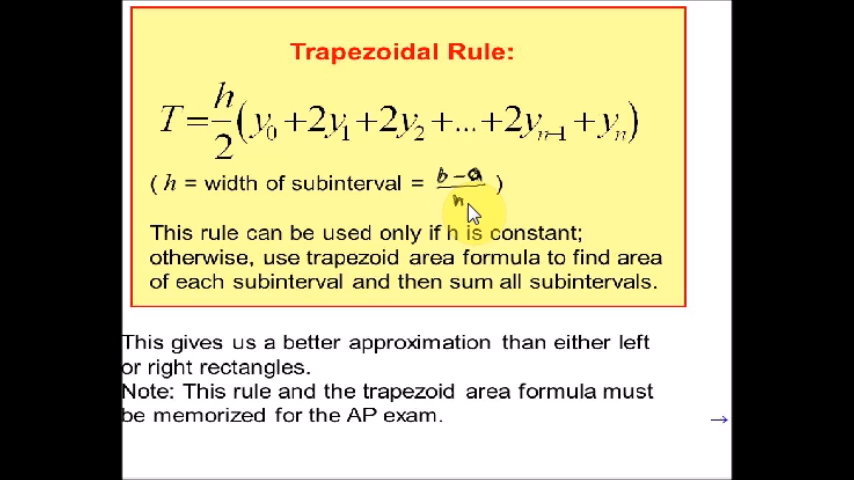 Trapezoidal Rule:
T = h/2 (y₀ + 2y₁ + 2y₂ + ... + 2yₙ₋₁ + yₙ)
( h = width of subinterval = b-a/n )
This rule can be used only if h is constant;
otherwise, use trapezoid area formula to find area
of each subinterval and then sum all subintervals.
This gives us a better approximation than either left
or right rectangles.
Note: This rule and the trapezoid area formula must
be memorized for the AP exam.
→